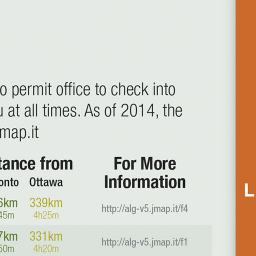 o permit office to check into
u at all times. As of 2014, the
map.it
tance from For More
onto Ottawa Information
6km 339km http://alg-v5.jmap.it/f4
45m 4h25m
7km 331km http://alg-v5.jmap.it/f1
50m 4h20m
L